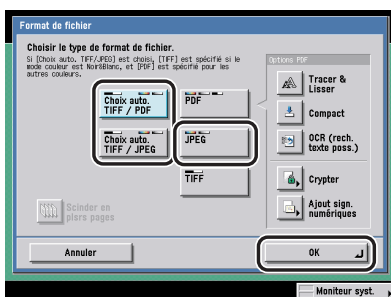 Format de fichier
Choisir le type de format de fichier.
Si [Choix auto. TIFF/JPEG] est choisi, [TIFF] est spécifié si le
mode couleur est Noir&Blanc, et [PDF] est spécifié pour les
autres couleurs.
Choix auto.
TIFF / PDF
PDF
Choix auto.
TIFF / JPEG
JPEG
TIFF
Scinder en
plsrs pages
Options PDF
Tracer &
Lisser
Compact
OCR (rech.
texte poss.)
Crypter
Ajout sign.
numériques
Annuler
OK
Moniteur syst.